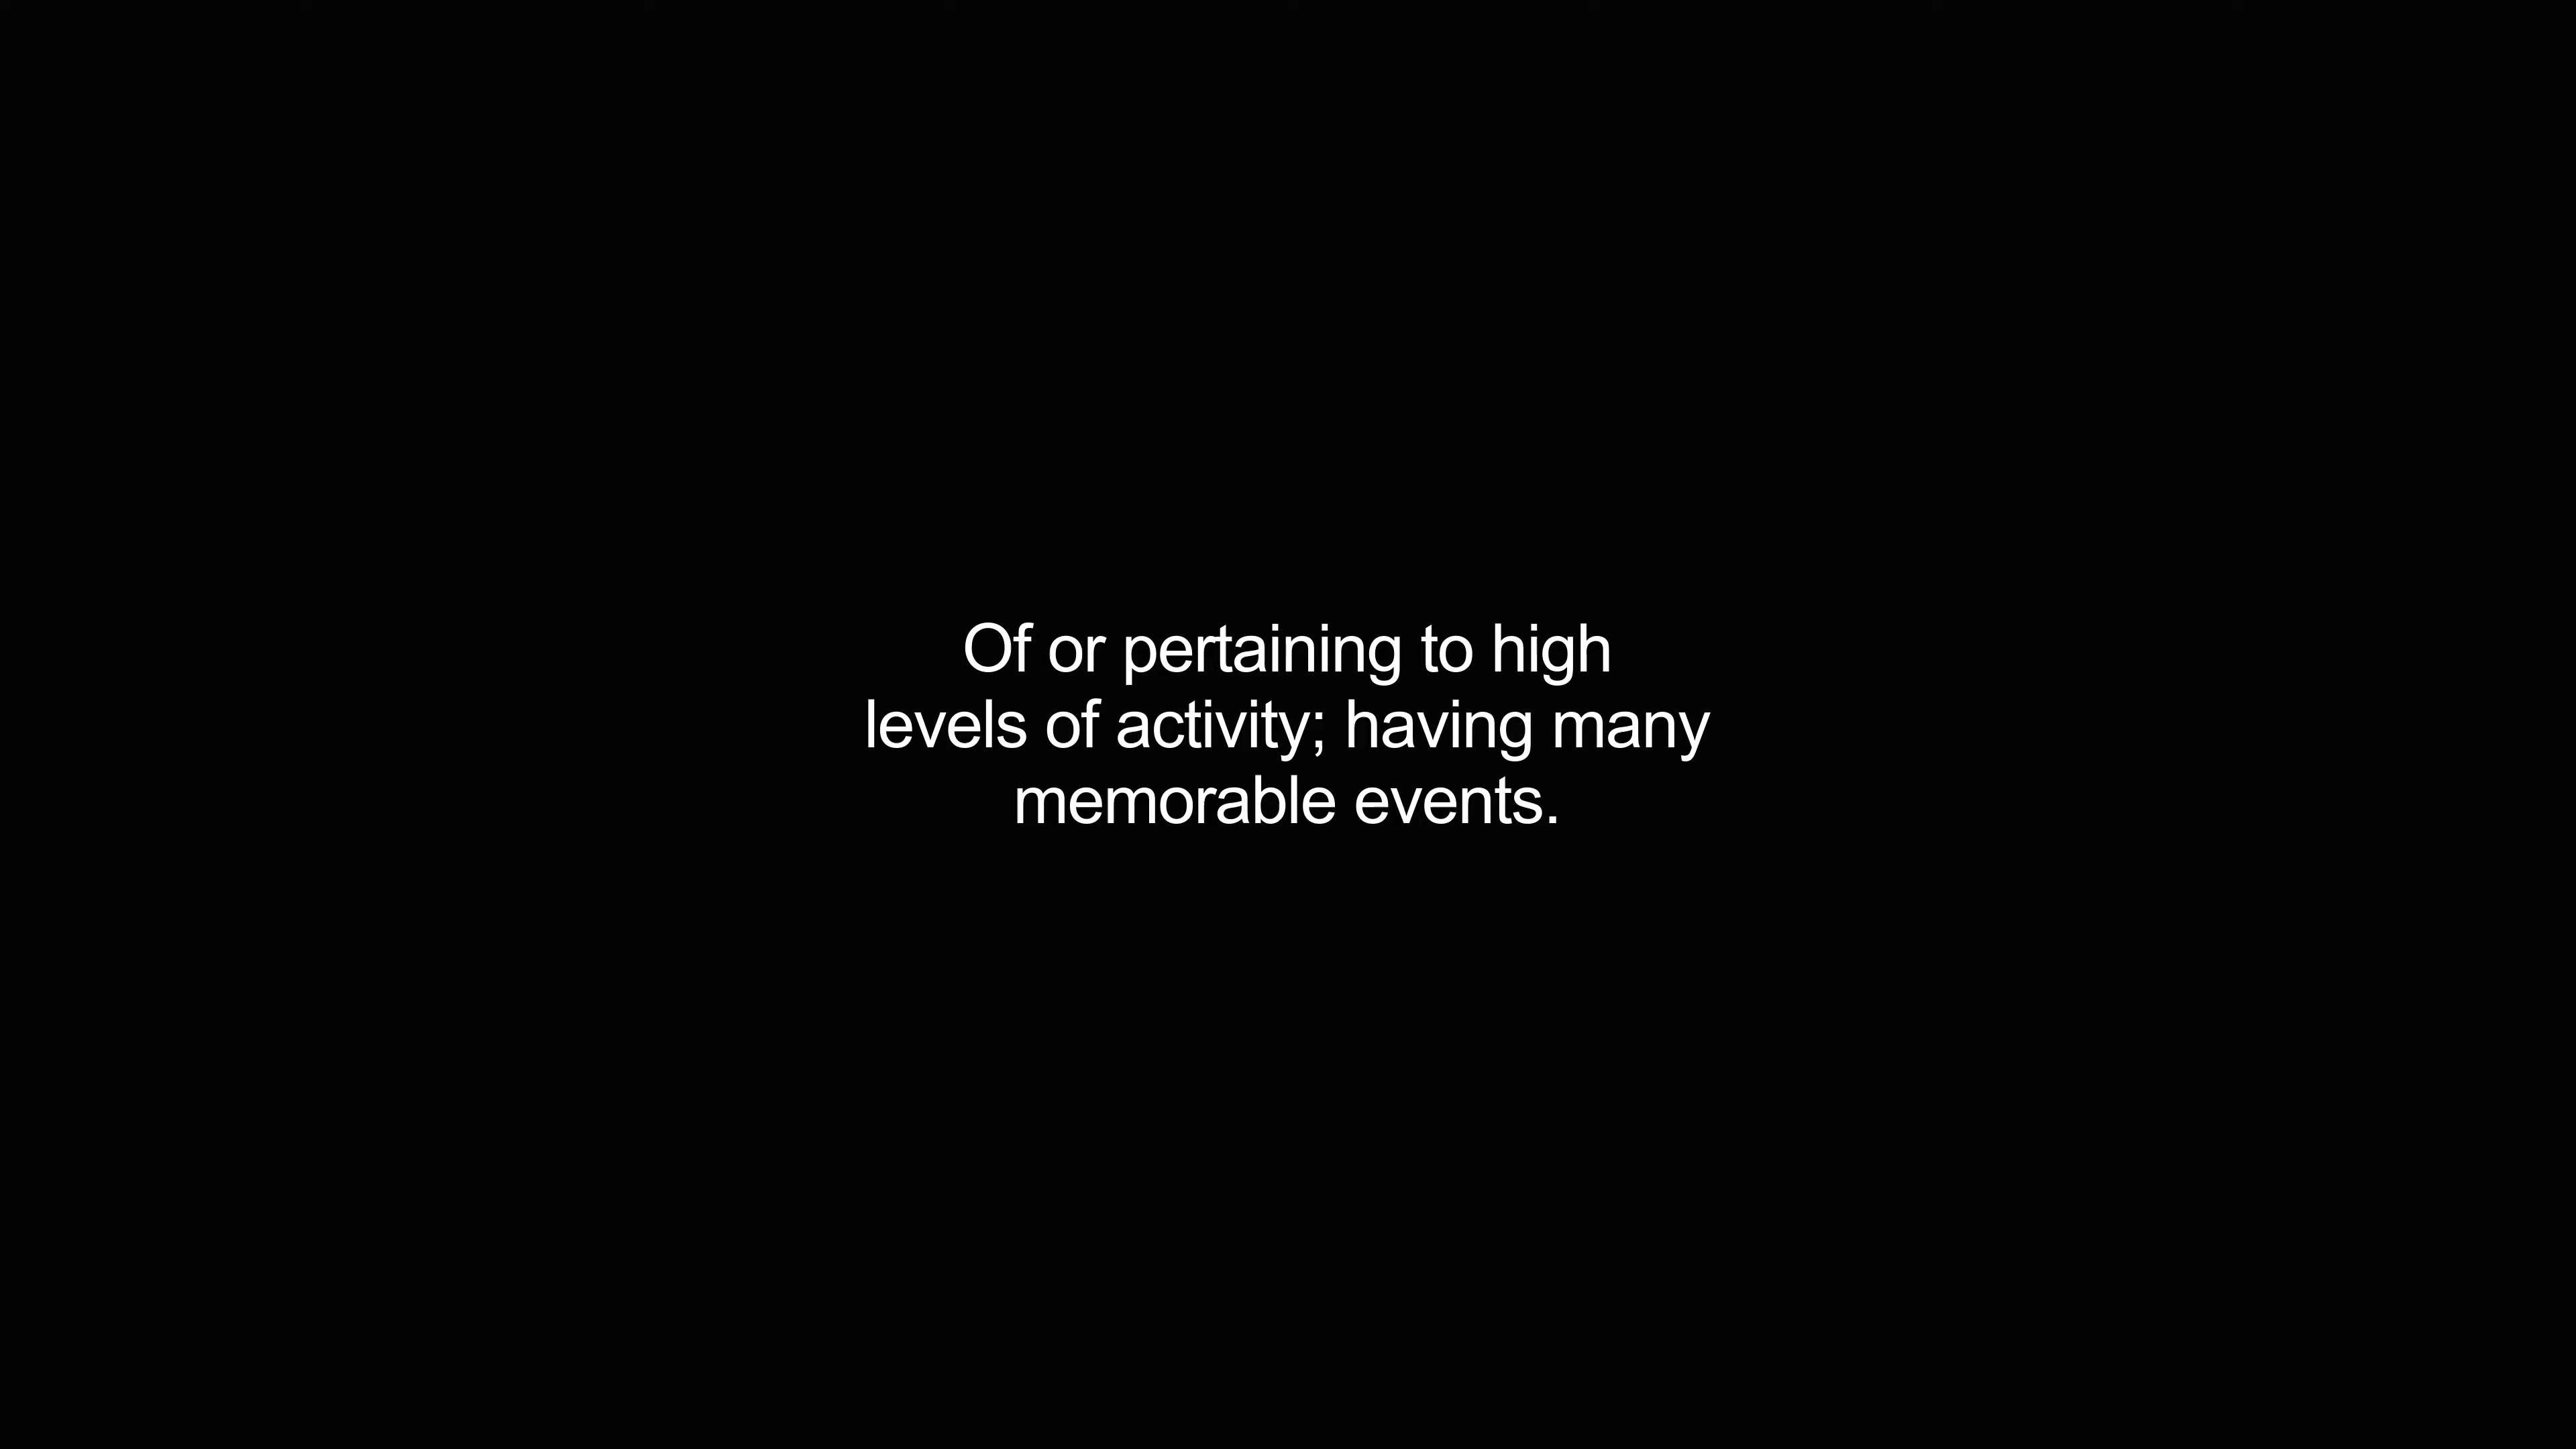 Of or pertaining to high
levels of activity; having many
memorable events.